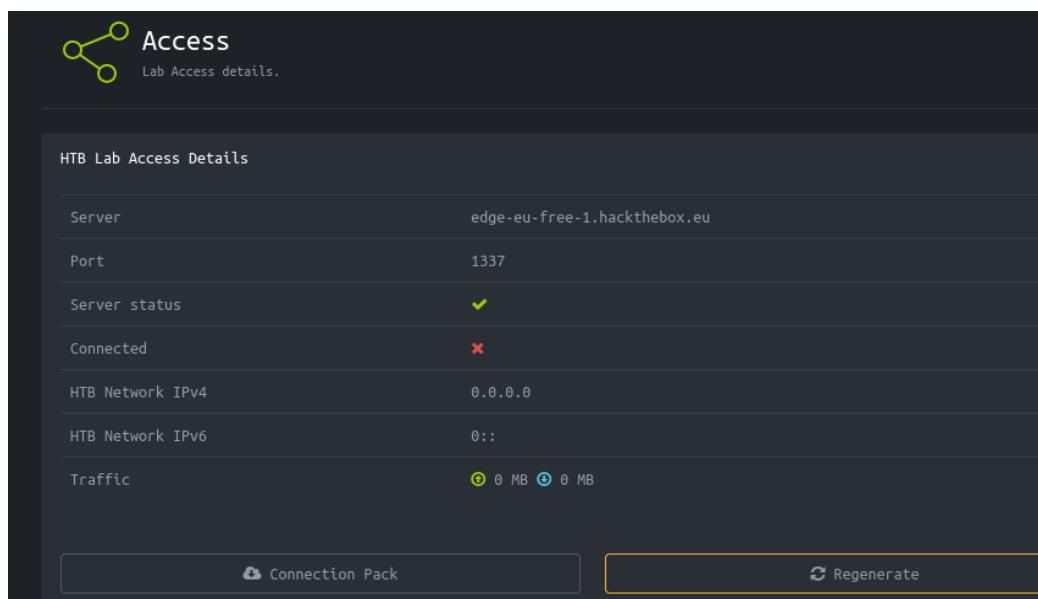 Access
Lab Access details.
HTB Lab Access Details
Server edge-eu-free-1.hackthebox.eu
Port 1337
Server status
Connected
HTB Network IPv4 0.0.0.0
HTB Network IPv6 0::
Traffic 0 MB 0 MB
Connection Pack Regenerate